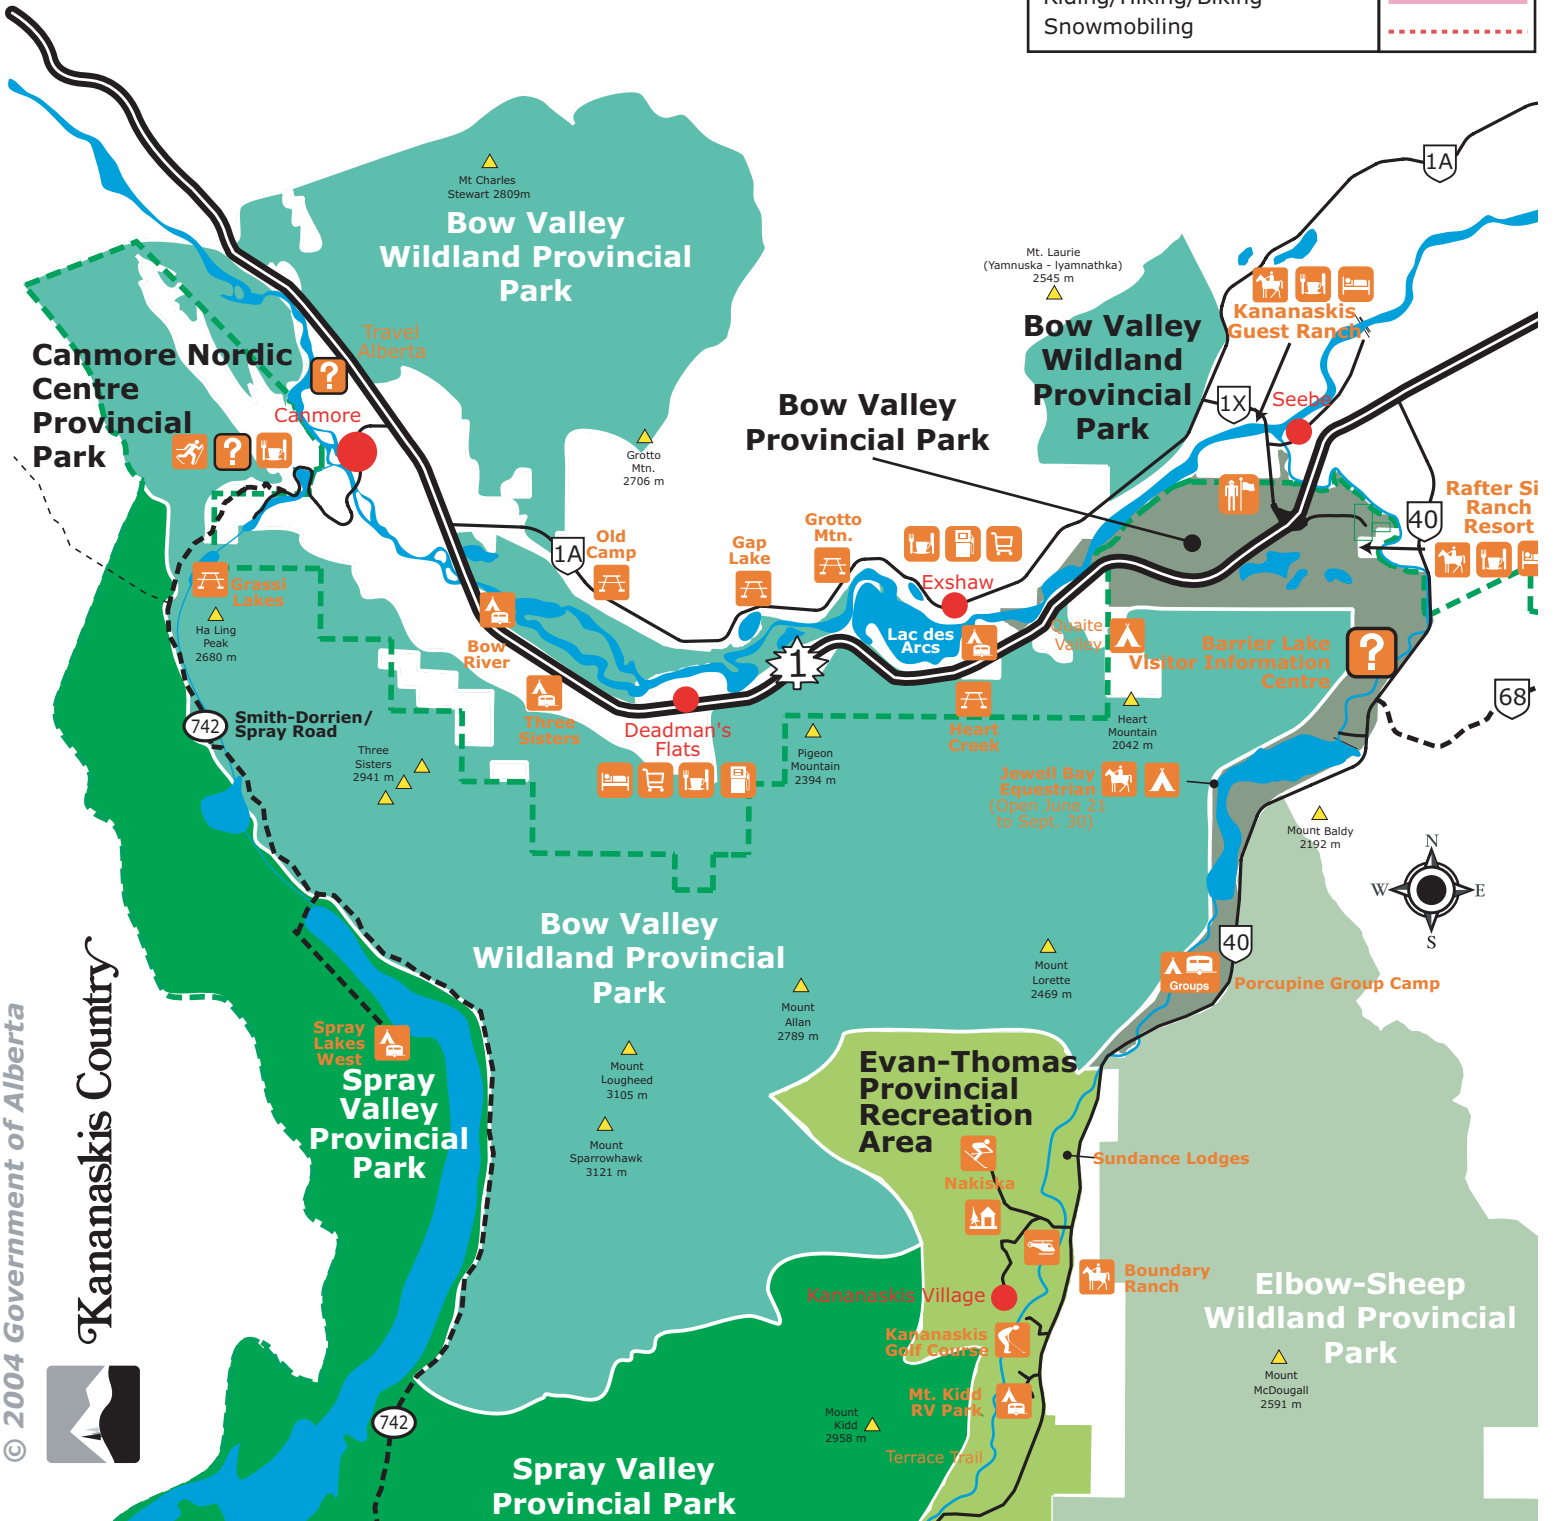 Riding/Hiking/Biking
Snowmobiling
1A
Mt Charles
Stewart 2809m
Bow Valley
Wildland Provincial
Park
Mt. Laurie
(Yamnuska - Iyamnathka)
2545 m
Kananaskis
Guest Ranch
Bow Valley
Wildland
Provincial
Park
Travel
Alberta
?
Canmore Nordic
Centre
Provincial
Park
?
Canmore
Bow Valley
Provincial Park
1X
Seebe
Grotto
Mtn.
2706 m
Rafter Si
Ranch
Resort
40
1A
Old
Camp
Gap
Lake
Grotto
Mtn.
Exshaw
Grassi
Lakes
Ha Ling
Peak
2680 m
Bow
River
Lac des
Arcs
Quaite
Valley
Barrier Lake
Visitor Information
Centre
?
1
68
742
Smith-Dorrien/
Spray Road
Three
Sisters
Deadman's
Flats
Heart
Creek
Heart
Mountain
2042 m
Three
Sisters
2941 m
Pigeon
Mountain
2394 m
Jewell Bay
Equestrian
(Open June 21
to Sept. 30)
Mount Baldy
2192 m
N
W
E
S
Bow Valley
Wildland Provincial
Park
40
Mount
Lorette
2469 m
Groups
Porcupine Group Camp
Mount
Allan
2789 m
Spray
Lakes
West
Mount
Lougheed
3105 m
Evan-Thomas
Provincial
Recreation
Area
Spray
Valley
Provincial
Park
Mount
Sparrowhawk
3121 m
Sundance Lodges
Nakiska
Boundary
Ranch
Kananaskis Village
Elbow-Sheep
Wildland Provincial
Park
Kananaskis
Golf Course
Mount
McDougall
2591 m
Mt. Kidd
RV Park
Mount
Kidd
2958 m
742
Terrace Trail
Spray Valley
Provincial Park
Kananaskis Country
© 2004 Government of Alberta